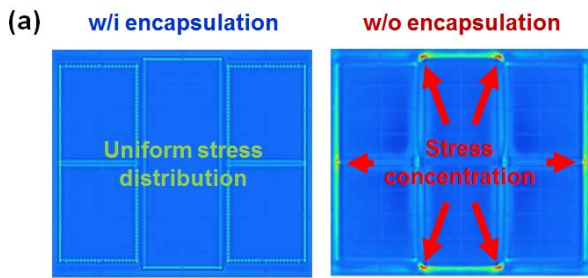 (a)
w/i encapsulation
w/o encapsulation
Uniform stress
distribution
Stress
concentration